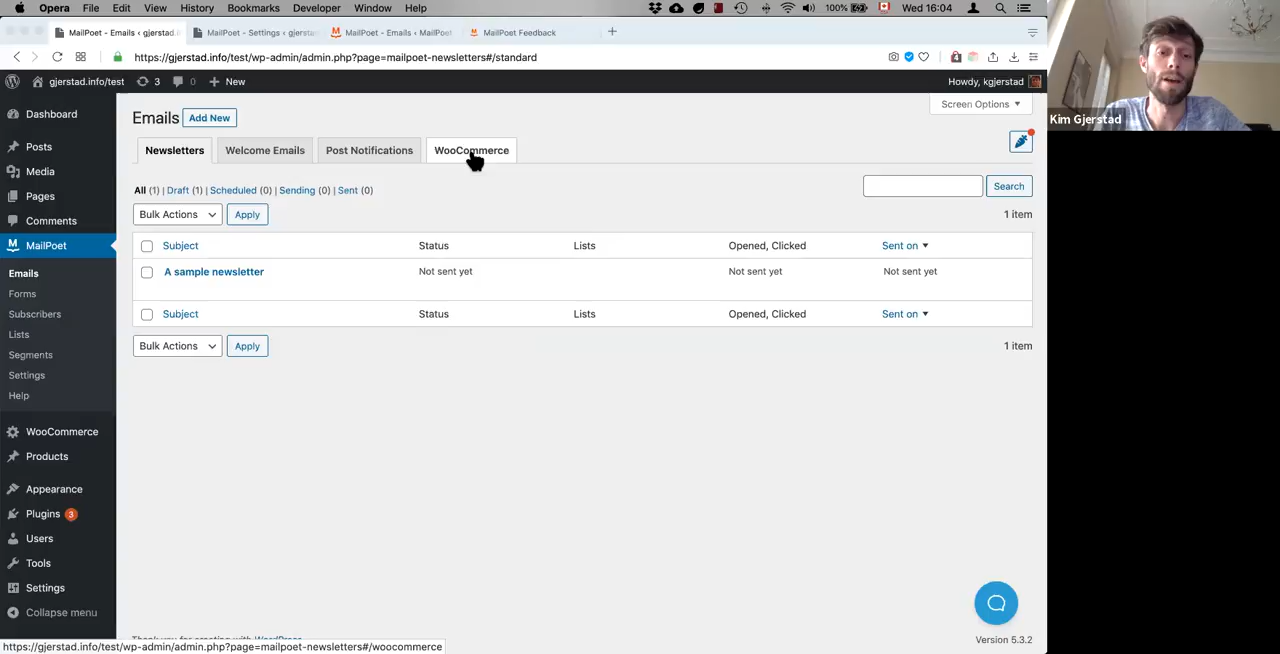 Opera File Edit View History Bookmarks Developer Window Help 100% Wed 16:04
MailPoet - Emails ‹ gjerstad.i
MailPoet - Settings ‹ gjersta
MailPoet - Emails ‹ MailPoet
MailPoet Feedback
https://gjerstad.info/test/wp-admin/admin.php?page=mailpoet-newsletters#/standard
gjerstad.info/test 3 0 New Howdy, kgjerstad
Kim Gjerstad
Screen Options
Emails Add New
Newsletters Welcome Emails Post Notifications WooCommerce
All (1) | Draft (1) | Scheduled (0) | Sending (0) | Sent (0)
Search
Bulk Actions Apply 1 item
Subject Status Lists Opened, Clicked Sent on
A sample newsletter Not sent yet Not sent yet Not sent yet
Subject Status Lists Opened, Clicked Sent on
Bulk Actions Apply 1 item
Dashboard
Posts
Media
Pages
Comments
MailPoet
Emails
Forms
Subscribers
Lists
Segments
Settings
Help
WooCommerce
Products
Appearance
Plugins 3
Users
Tools
Settings
Collapse menu
Thank you for creating with WordPress
Version 5.3.2
https://gjerstad.info/test/wp-admin/admin.php?page=mailpoet-newsletters#/woocommerce